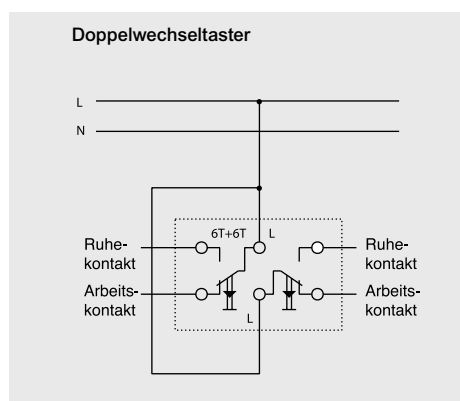 Doppelwechseltaster
L
N
6T+6T L
Ruhe-
kontakt
Ruhe-
kontakt
Arbeits-
kontakt
Arbeits-
kontakt
L